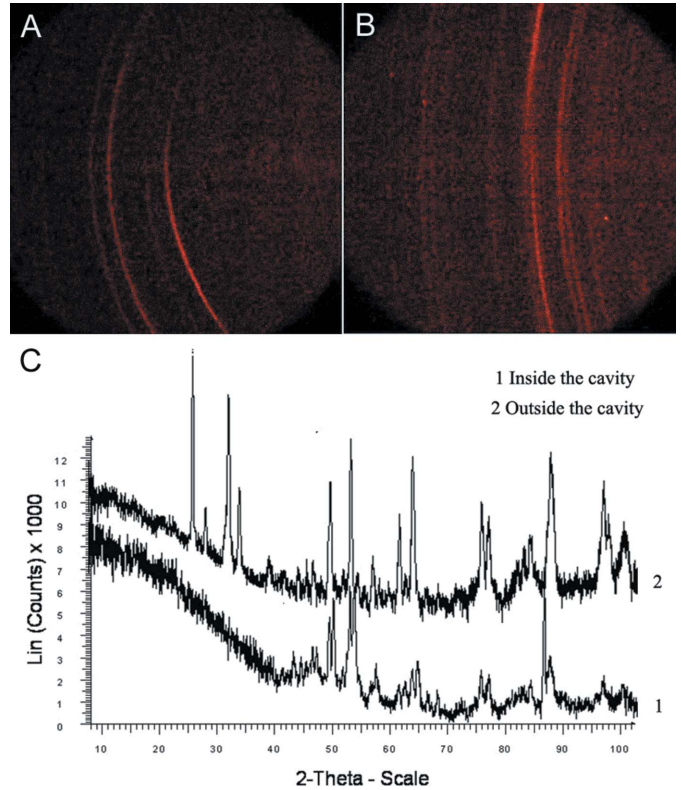 A
B
C
1 Inside the cavity
2 Outside the cavity
Lin (Counts) x 1000
12
11
10
9
8
7
6
5
4
3
2
1
0
2
1
10 20 30 40 50 60 70 80 90 100
2-Theta - Scale